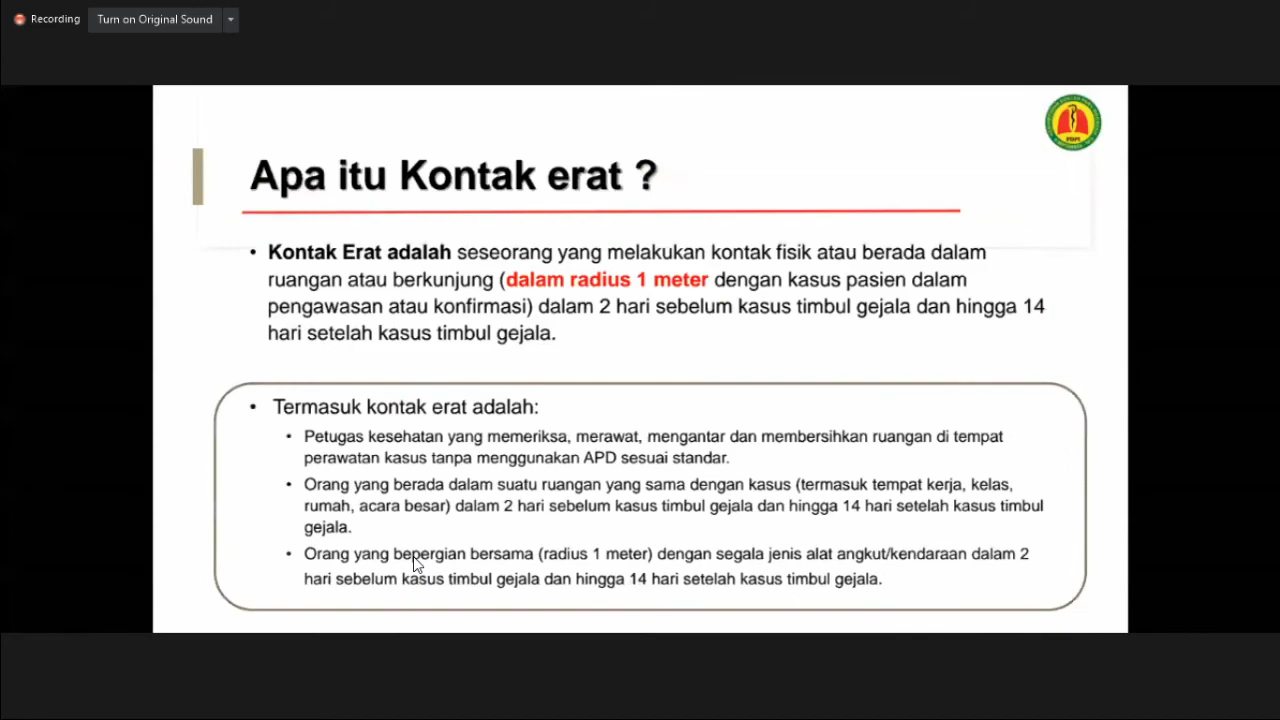 Recording
Turn on Original Sound
Apa itu Kontak erat ?
• Kontak Erat adalah seseorang yang melakukan kontak fisik atau berada dalam
ruangan atau berkunjung (dalam radius 1 meter dengan kasus pasien dalam
pengawasan atau konfirmasi) dalam 2 hari sebelum kasus timbul gejala dan hingga 14
hari setelah kasus timbul gejala.
• Termasuk kontak erat adalah:
• Petugas kesehatan yang memeriksa, merawat, mengantar dan membersihkan ruangan di tempat
perawatan kasus tanpa menggunakan APD sesuai standar.
• Orang yang berada dalam suatu ruangan yang sama dengan kasus (termasuk tempat kerja, kelas,
rumah, acara besar) dalam 2 hari sebelum kasus timbul gejala dan hingga 14 hari setelah kasus timbul
gejala.
• Orang yang bepergian bersama (radius 1 meter) dengan segala jenis alat angkut/kendaraan dalam 2
hari sebelum kasus timbul gejala dan hingga 14 hari setelah kasus timbul gejala.